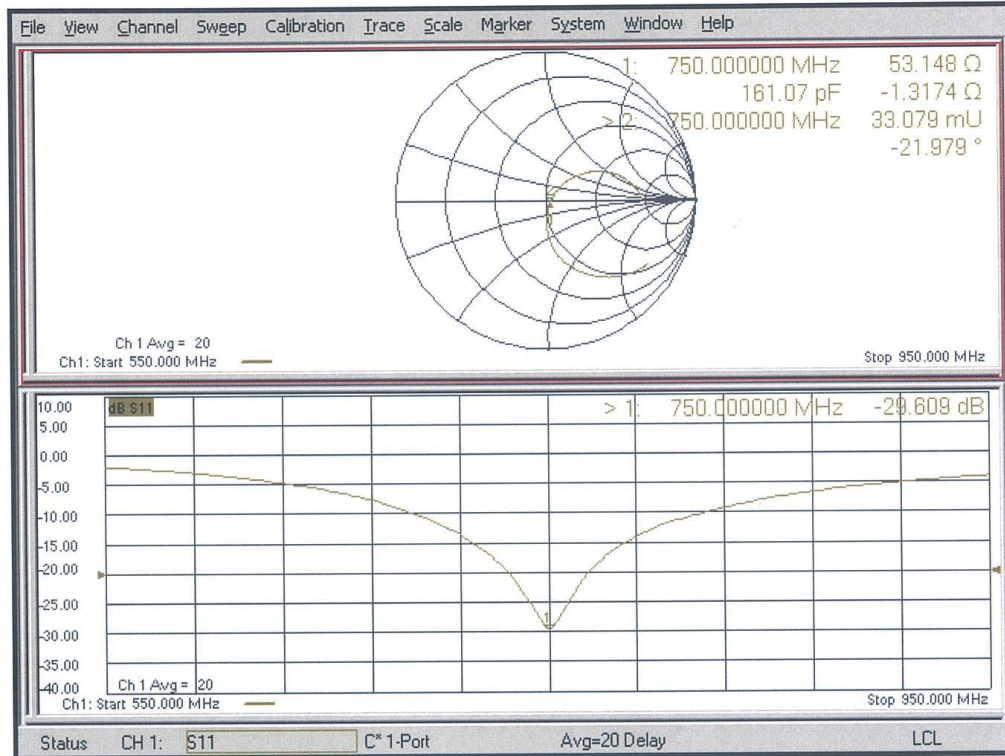 File View Channel Sweep Calibration Trace Scale Marker System Window Help
1: 750.000000 MHz 53.148 Ω
161.07 pF -1.3174 Ω
> 2: 750.000000 MHz 33.079 mU
-21.979 °
Ch 1 Avg = 20
Ch1: Start 550.000 MHz
Stop 950.000 MHz
10.00
dB S11
> 1: 750.000000 MHz -29.609 dB
5.00
0.00
-5.00
-10.00
-15.00
-20.00
-25.00
1
-30.00
-35.00
-40.00
Ch 1 Avg = 20
Ch1: Start 550.000 MHz
Stop 950.000 MHz
Status CH 1: S11 C* 1-Port Avg=20 Delay LCL